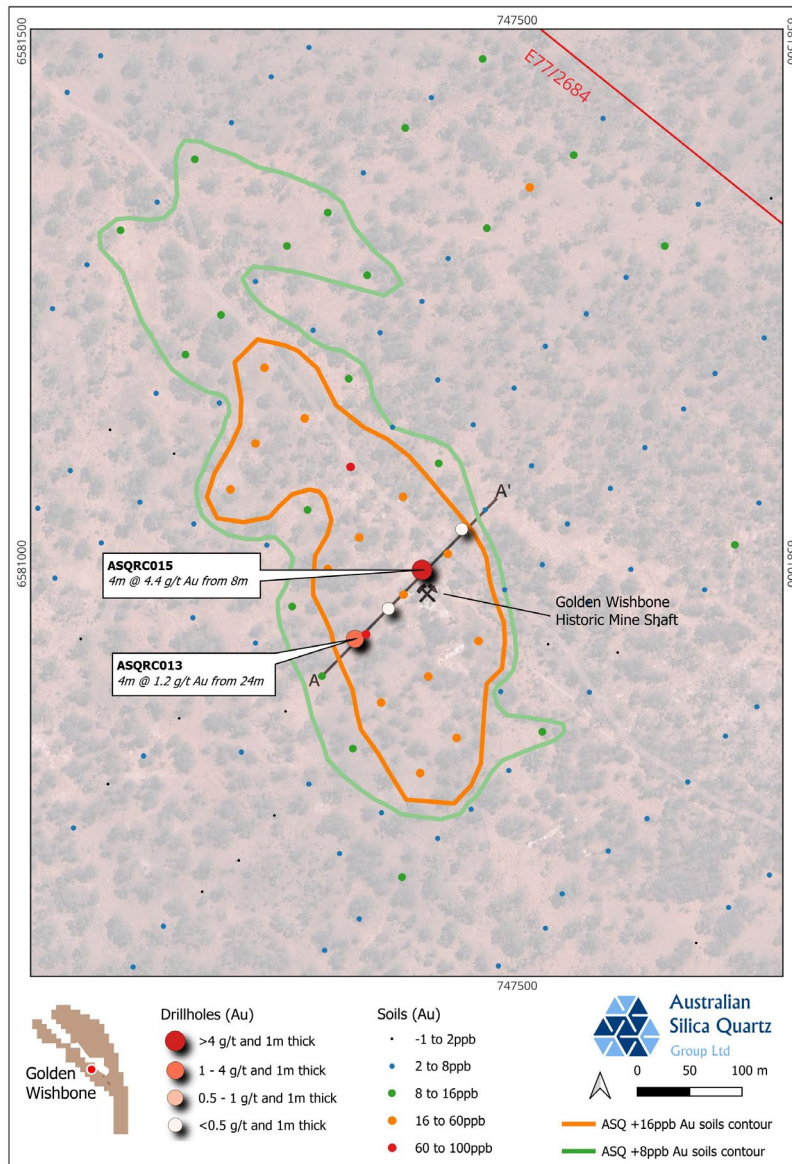 747500
6581500
6581500
E77/2684
A'
6581000
6581000
ASQRC015
4m @ 4.4 g/t Au from 8m
Golden Wishbone
Historic Mine Shaft
ASQRC013
4m @ 1.2 g/t Au from 24m
A
747500
Golden
Wishbone
Drillholes (Au)
>4 g/t and 1m thick
1 - 4 g/t and 1m thick
0.5 - 1 g/t and 1m thick
<0.5 g/t and 1m thick
Soils (Au)
-1 to 2ppb
2 to 8ppb
8 to 16ppb
16 to 60ppb
60 to 100ppb
Australian
Silica Quartz
Group Ltd
0 50 100 m
ASQ +16ppb Au soils contour
ASQ +8ppb Au soils contour